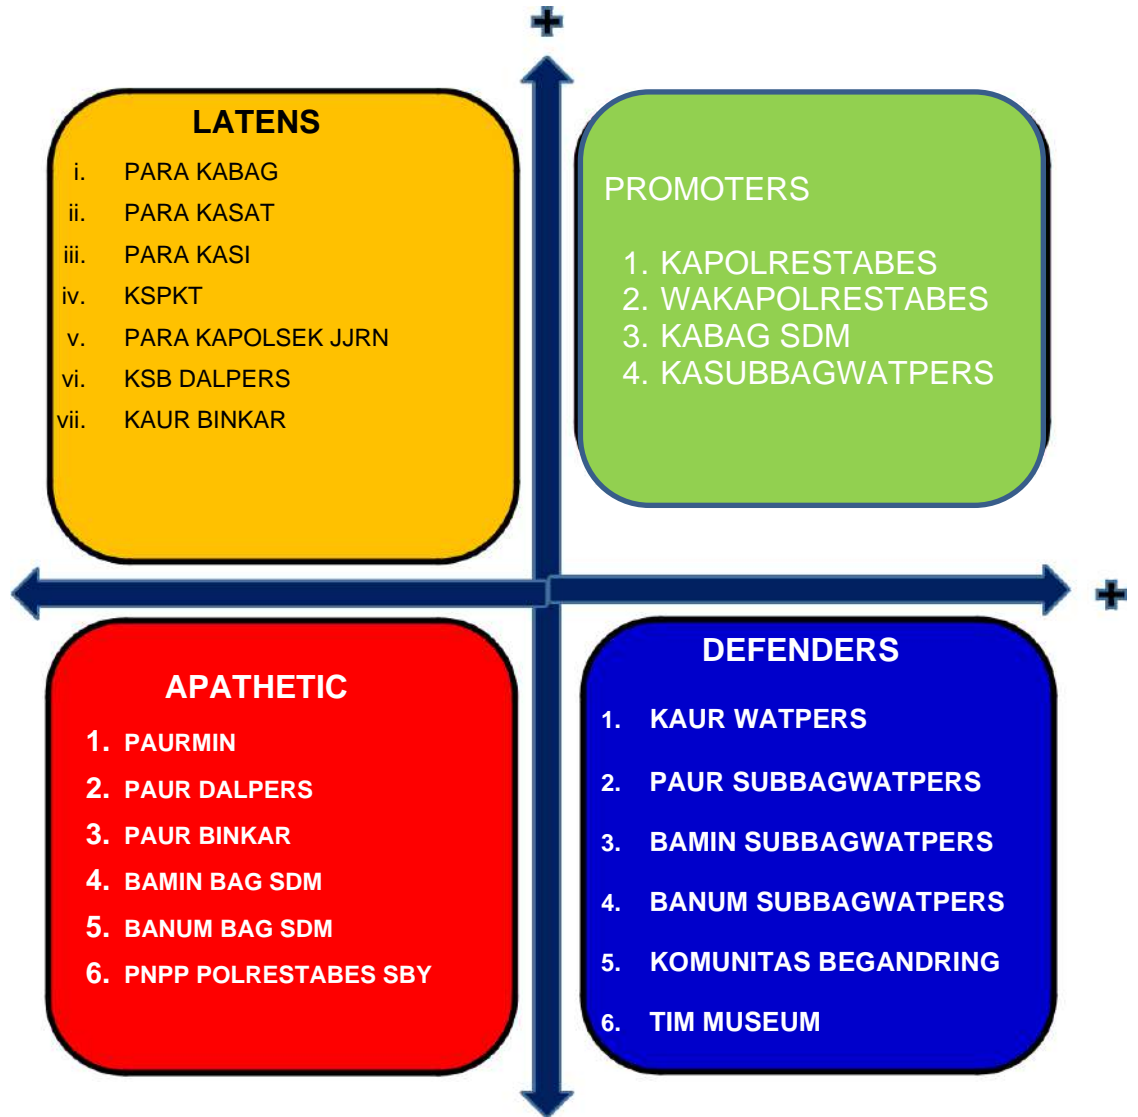 +
LATENS
i. PARA KABAG
ii. PARA KASAT
iii. PARA KASI
iv. KSPKT
v. PARA KAPOLSEK JJRN
vi. KSB DALPERS
vii. KAUR BINKAR
PROMOTERS
1. KAPOLRESTABES
2. WAKAPOLRESTABES
3. KABAG SDM
4. KASUBBAGWATPERS
+
APATHETIC
1. PAURMIN
2. PAUR DALPERS
3. PAUR BINKAR
4. BAMIN BAG SDM
5. BANUM BAG SDM
6. PNPP POLRESTABES SBY
DEFENDERS
1. KAUR WATPERS
2. PAUR SUBBAGWATPERS
3. BAMIN SUBBAGWATPERS
4. BANUM SUBBAGWATPERS
5. KOMUNITAS BEGANDRING
6. TIM MUSEUM